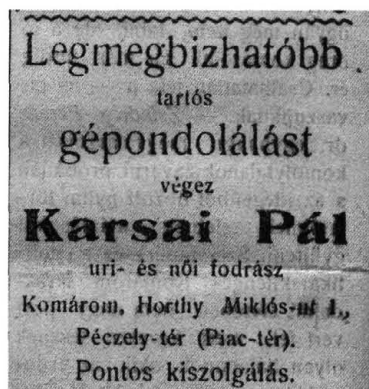 Legmegbizhatóbb
tartós
gépondolálást
végez
Karsai Pál
uri- és női fodrász
Komárom, Horthy Miklós-ut 1.,
Péczely-tér (Piac-tér).
Pontos kiszolgálás.